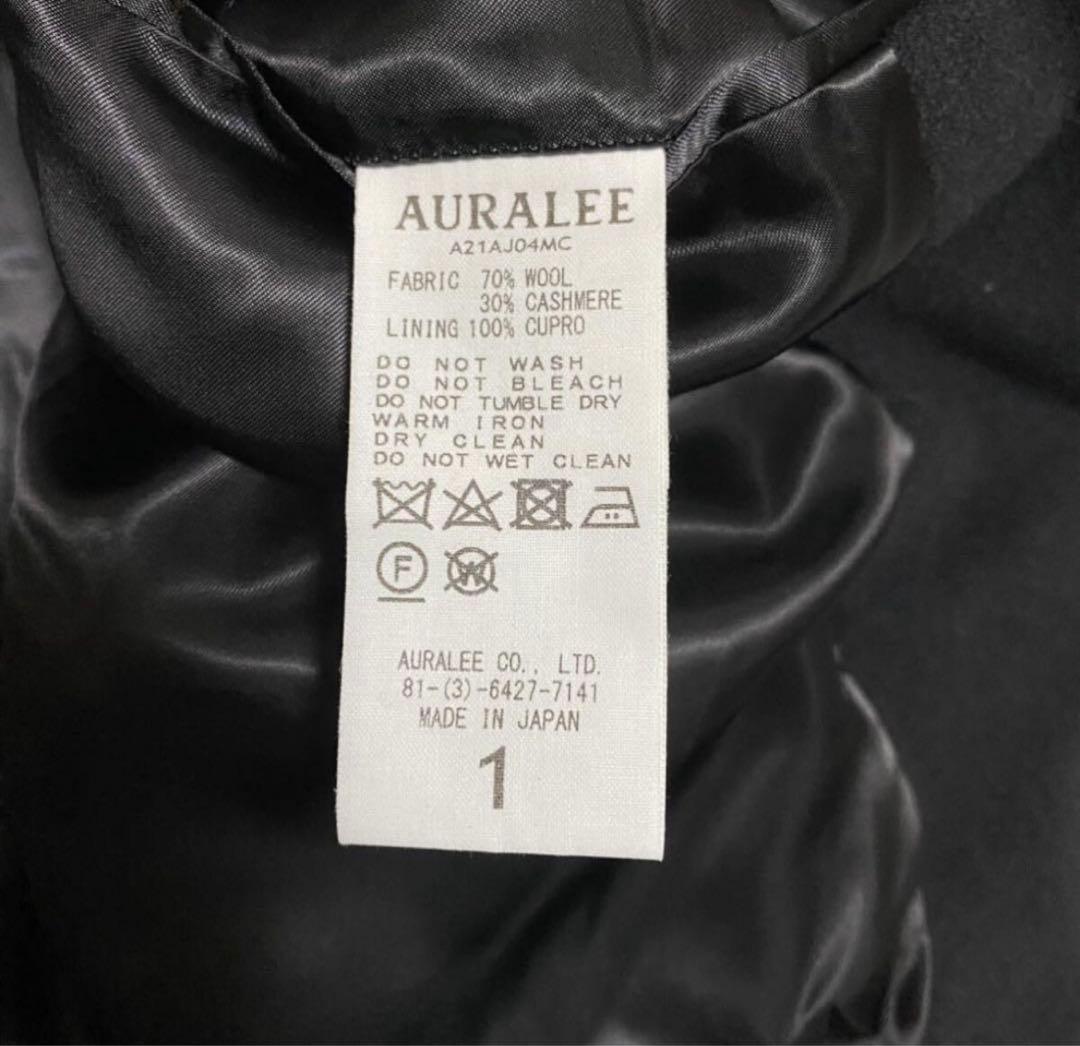 AURALEE
A21AJ04MC
FABRIC 70% WOOL
30% CASHMERE
LINING 100% CUPRO
DO NOT WASH
DO NOT BLEACH
DO NOT TUMBLE DRY
WARM IRON
DRY CLEAN
DO NOT WET CLEAN
F W
AURALEE CO., LTD.
81-(3)-6427-7141
MADE IN JAPAN
1